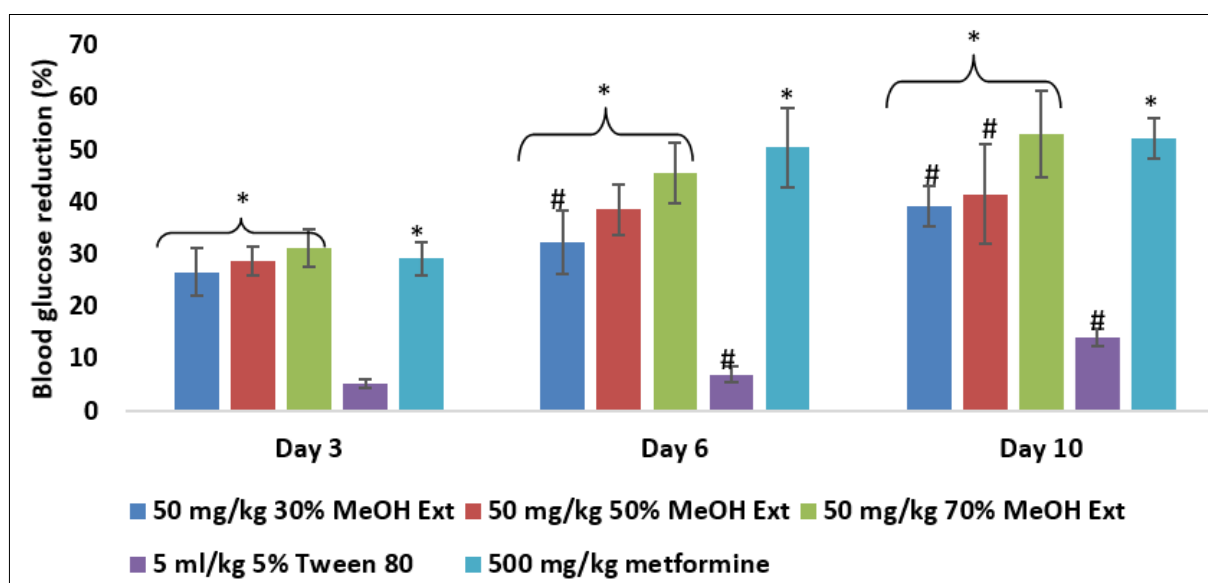 Blood glucose reduction (%)
70
60
50
40
30
20
10
0
*
*
#
*
#
*
*
#
#
*
#
Day 3
Day 6
Day 10
50 mg/kg 30% MeOH Ext
50 mg/kg 50% MeOH Ext
50 mg/kg 70% MeOH Ext
5 ml/kg 5% Tween 80
500 mg/kg metformine